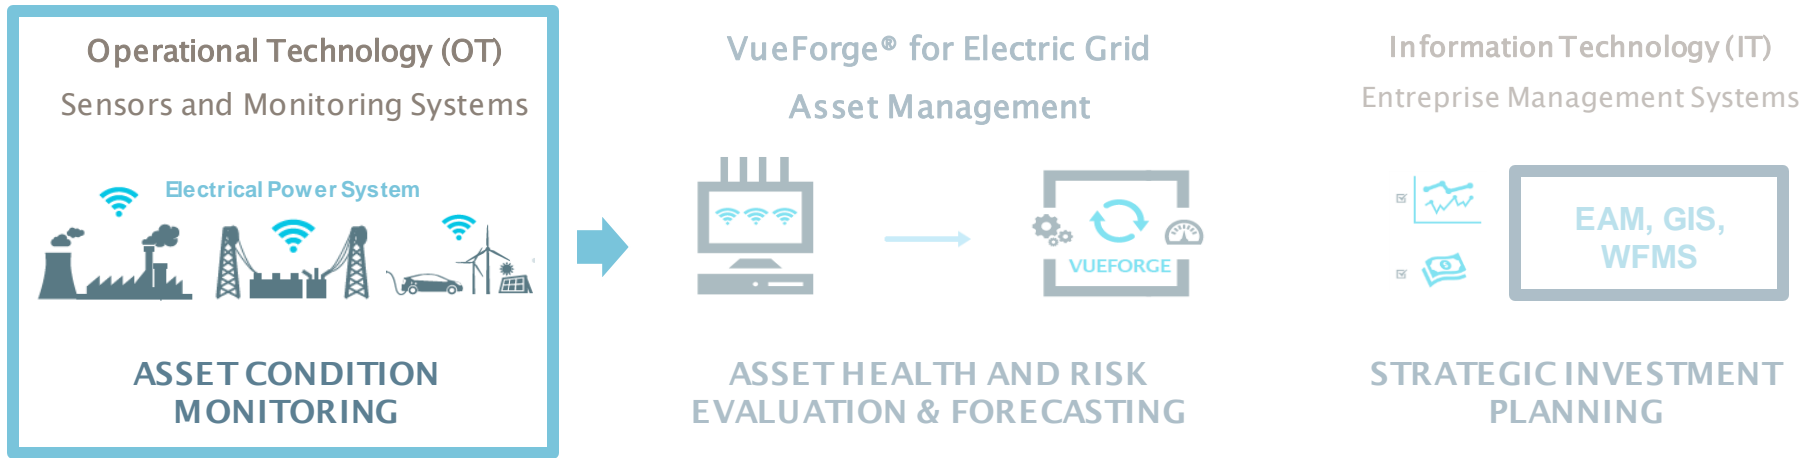 Operational Technology (OT)
Sensors and Monitoring Systems
Electrical Power System
ASSET CONDITION
MONITORING
VueForge® for Electric Grid
Asset Management
VUEFORGE
ASSET HEALTH AND RISK
EVALUATION & FORECASTING
Information Technology (IT)
Entreprise Management Systems
EAM, GIS,
WFMS
STRATEGIC INVESTMENT
PLANNING